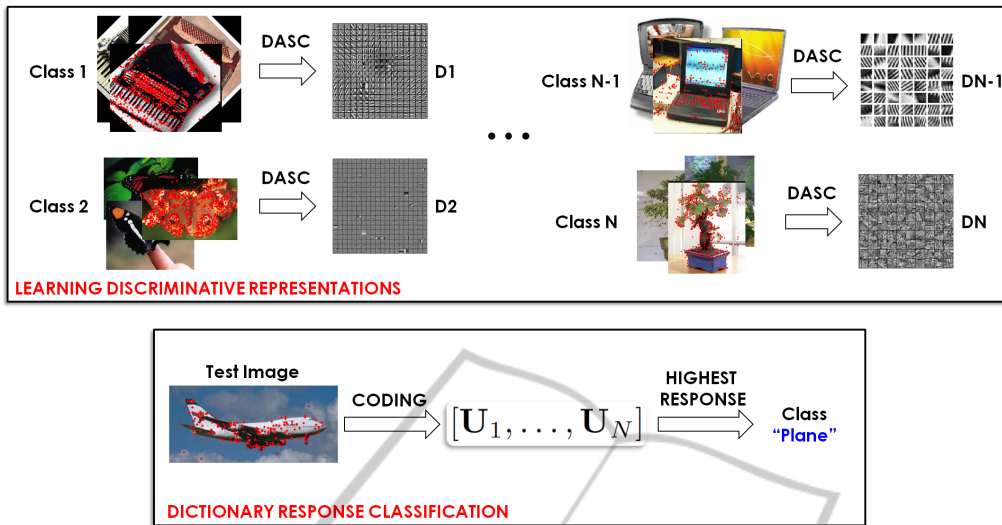 Class 1
DASC
D1
Class N-1
DASC
DN-1
...
Class 2
DASC
D2
Class N
DASC
DN
LEARNING DISCRIMINATIVE REPRESENTATIONS
Test Image
CODING
[U1, . . . , UN]
HIGHEST
RESPONSE
Class
“Plane”
DICTIONARY RESPONSE CLASSIFICATION